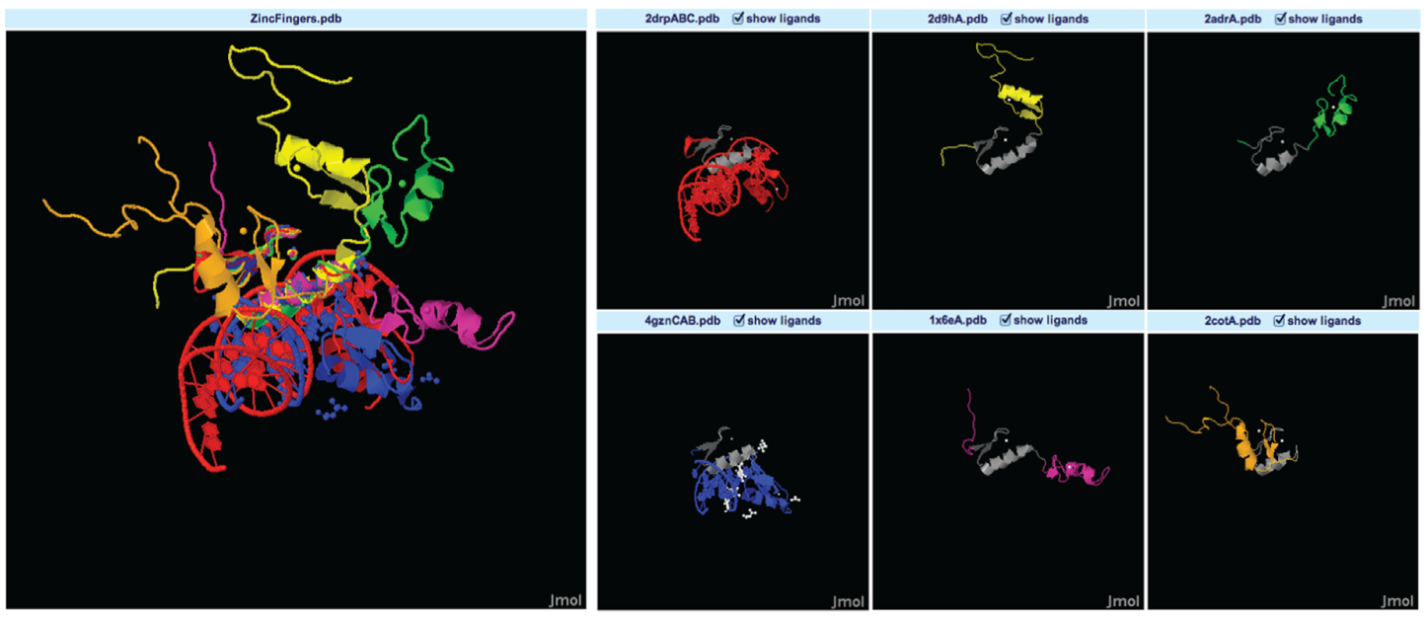 ZincFingers.pdb
2drpABC.pdb show ligands
2d9hA.pdb show ligands
2adrA.pdb show ligands
Jmol
Jmol
Jmol
4gznCAB.pdb show ligands
1x6eA.pdb show ligands
2cotA.pdb show ligands
Jmol
Jmol
Jmol
Jmol